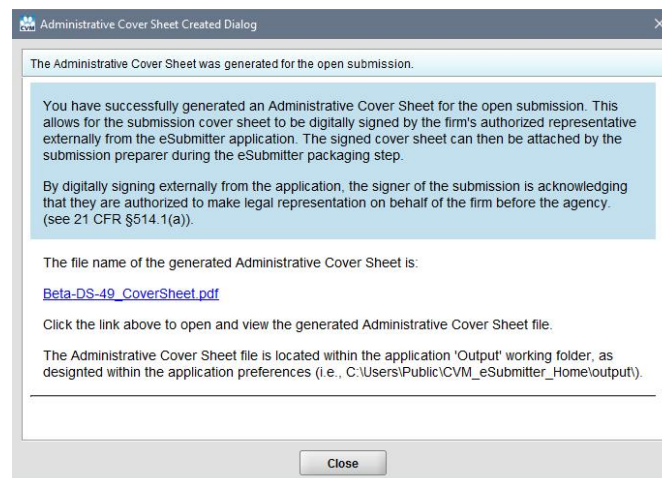 CVM Administrative Cover Sheet Created Dialog
The Administrative Cover Sheet was generated for the open submission.
You have successfully generated an Administrative Cover Sheet for the open submission. This
allows for the submission cover sheet to be digitally signed by the firm's authorized representative
externally from the eSubmitter application. The signed cover sheet can then be attached by the
submission preparer during the eSubmitter packaging step.
By digitally signing externally from the application, the signer of the submission is acknowledging
that they are authorized to make legal representation on behalf of the firm before the agency.
(see 21 CFR §514.1(a)).
The file name of the generated Administrative Cover Sheet is:
Beta-DS-49_CoverSheet.pdf
Click the link above to open and view the generated Administrative Cover Sheet file.
The Administrative Cover Sheet file is located within the application 'Output' working folder, as
designted within the application preferences (i.e., C:\Users\Public\CVM_eSubmitter_Home\output\).
Close